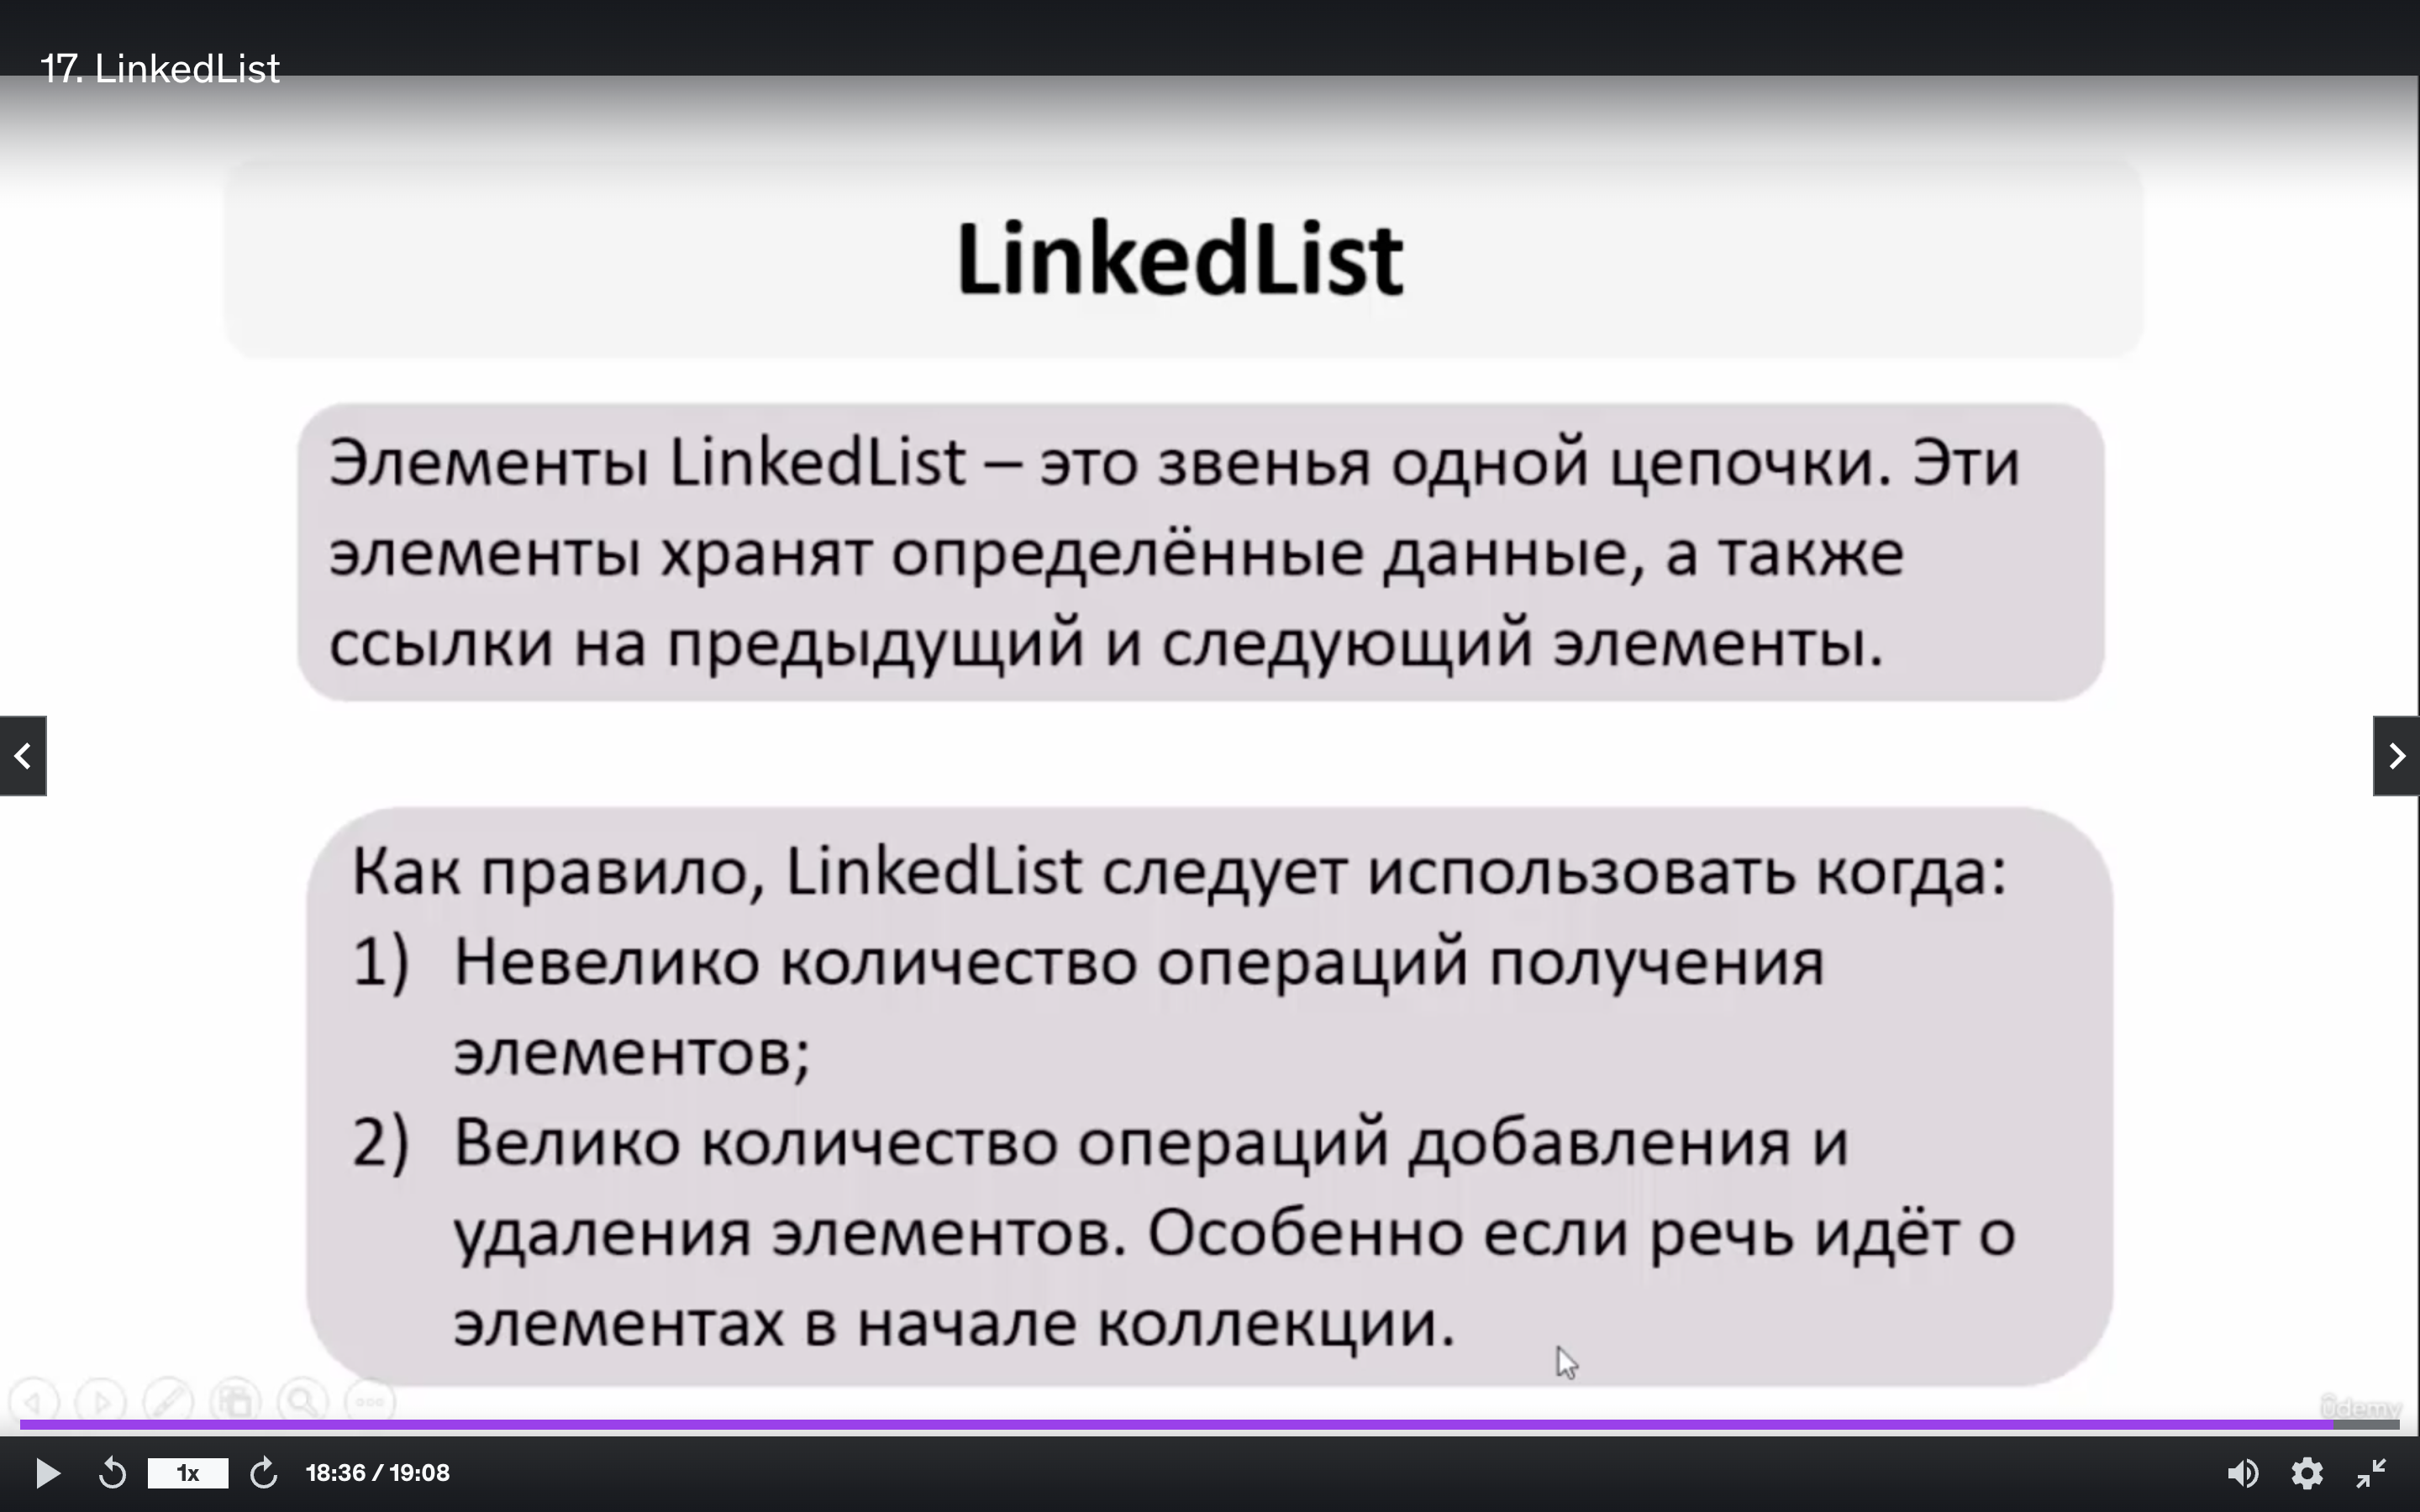 17. LinkedList
LinkedList
Элементы LinkedList – это звенья одной цепочки. Эти
элементы хранят определённые данные, а также
ссылки на предыдущий и следующий элементы.
Как правило, LinkedList следует использовать когда:
1) Невелико количество операций получения
элементов;
2) Велико количество операций добавления и
удаления элементов. Особенно если речь идёт о
элементах в начале коллекции.
ûdemy
1x
18:36 / 19:08